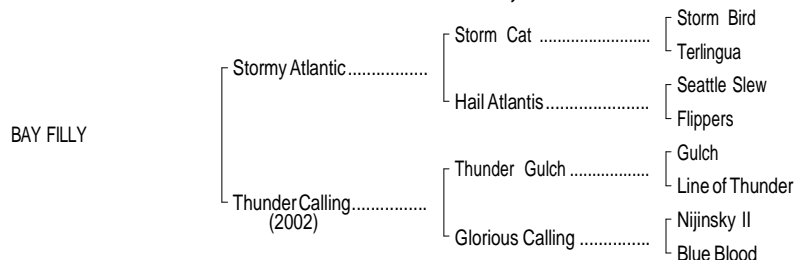 Storm Bird
Storm Cat ..........................
Terlingua
Stormy Atlantic.................
Seattle Slew
Hail Atlantis......................
Flippers
BAY FILLY
Gulch
Thunder Gulch ...................
Line of Thunder
Thunder Calling................
(2002)
Nijinsky II
Glorious Calling ...............
Blue Blood